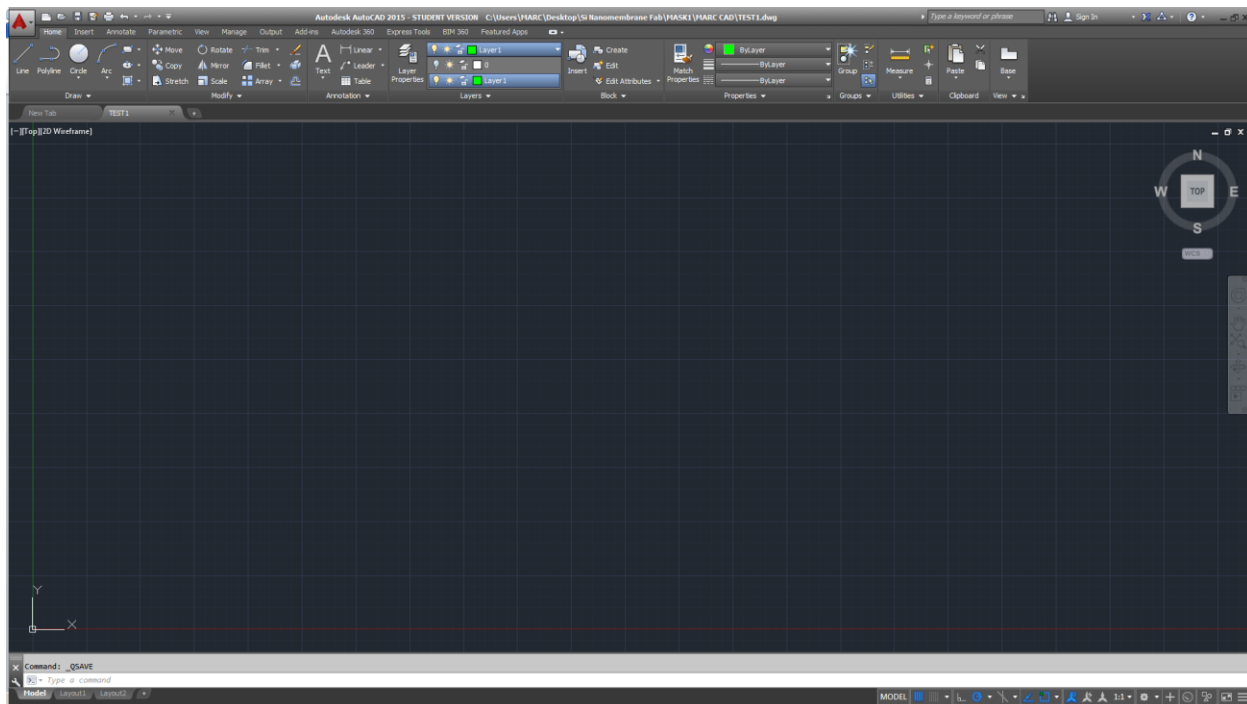 Autodesk AutoCAD 2015 - STUDENT VERSION C:\Users\MARC\Desktop\Si Nanomembrane Fab\MASK1\MARC CAD\TEST1.dwg Type a keyword or phrase Sign In
Home Insert Annotate Parametric View Manage Output Add-ins Autodesk 360 Express Tools BIM 360 Featured Apps
Move Rotate Trim Linear Layer1 Create ByLayer
Line Polyline Circle Arc Copy Mirror Fillet Text Leader Layer Properties 0 Insert Edit Match Properties ByLayer Group Measure Paste Base
Stretch Scale Array Table Layer1 Edit Attributes ByLayer
Draw Modify Annotation Layers Block Properties Groups Utilities Clipboard View
New Tab TEST1
[-][Top][2D Wireframe]
N
W TOP E
S
WCS
Y
X
Command: _QSAVE
Type a command
Model Layout1 Layout2 MODEL 1:1